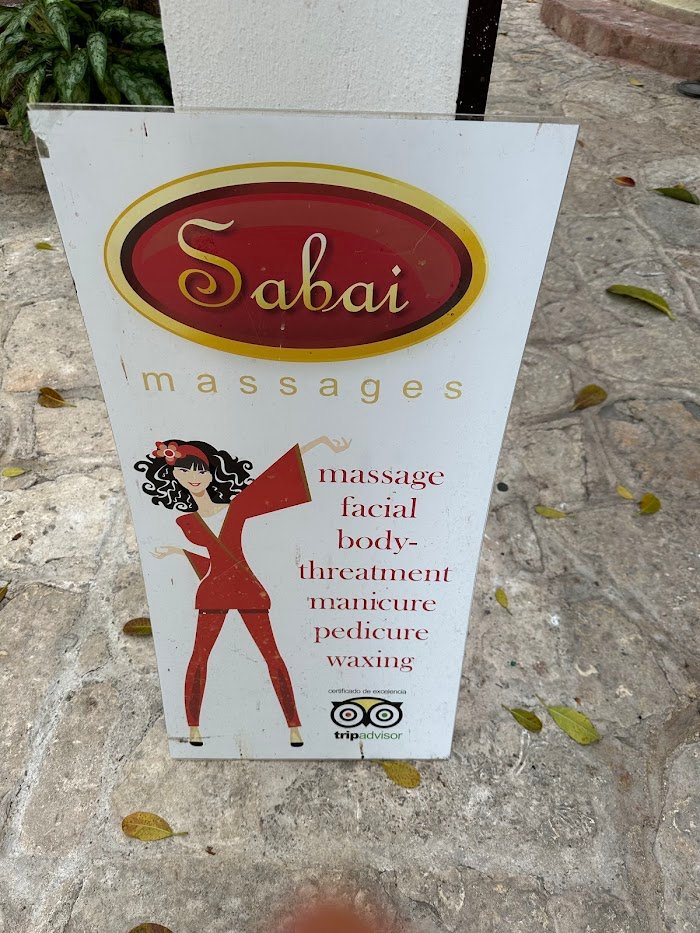 Sabai
massages
massage
facial
body-
threatment
manicure
pedicure
waxing
certificado de excelencia
tripadvisor